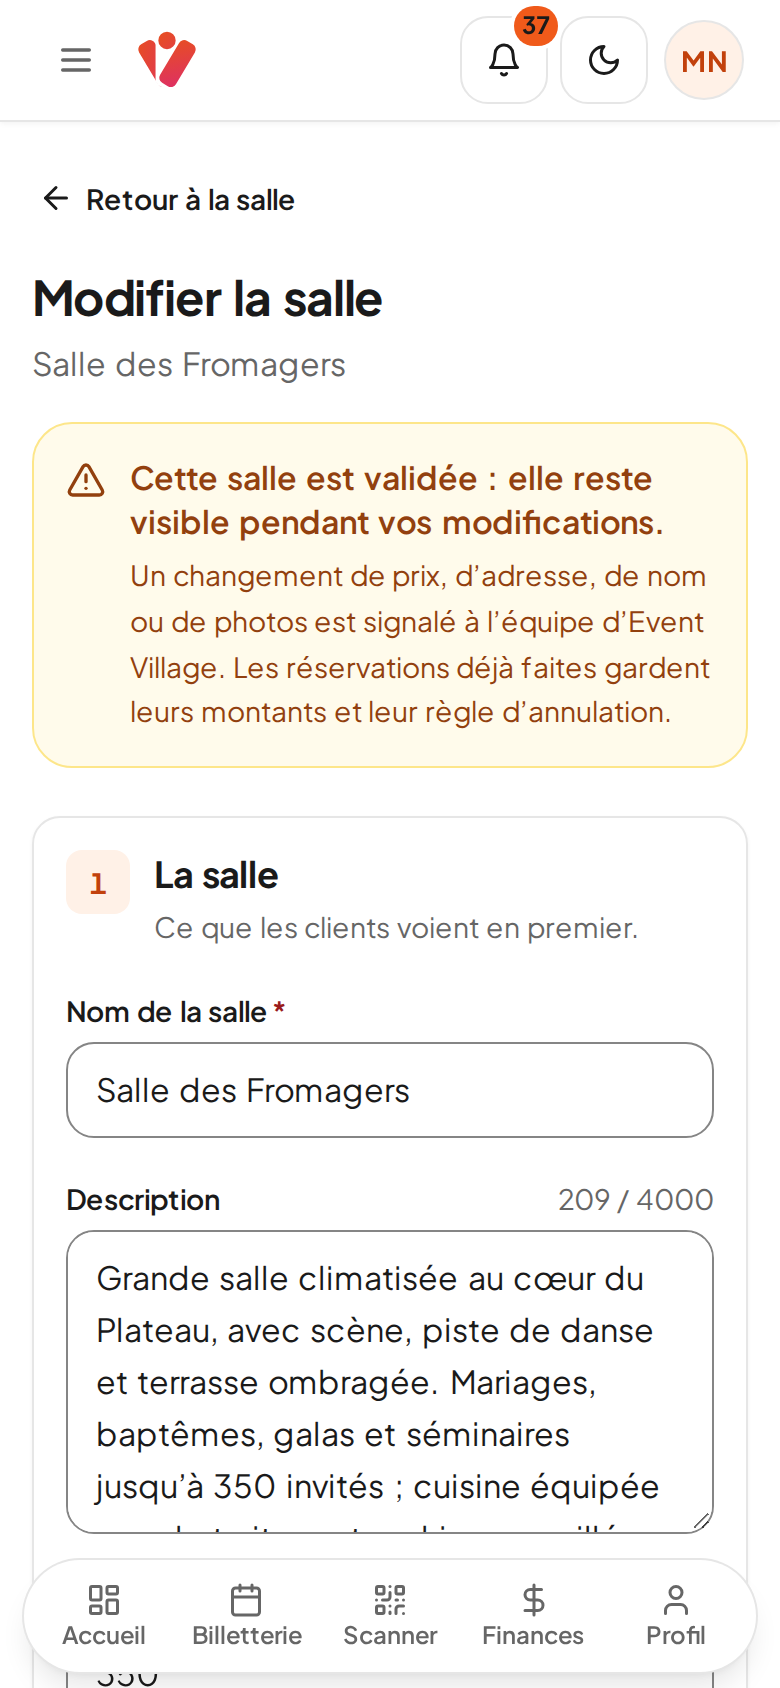 37
MN
Retour à la salle
Modifier la salle
Salle des Fromagers
Cette salle est validée : elle reste
visible pendant vos modifications.
Un changement de prix, d’adresse, de nom
ou de photos est signalé à l’équipe d’Event
Village. Les réservations déjà faites gardent
leurs montants et leur règle d’annulation.
1
La salle
Ce que les clients voient en premier.
Nom de la salle *
Salle des Fromagers
Description
209 / 4000
Grande salle climatisée au cœur du
Plateau, avec scène, piste de danse
et terrasse ombragée. Mariages,
baptêmes, galas et séminaires
jusqu’à 350 invités ; cuisine équipée
Accueil
Billetterie
Scanner
Finances
Profil
350